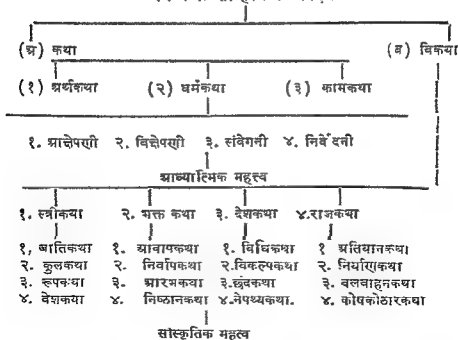 (अ) कथा (ब) विकथा
(१) अर्थकथा (२) धर्मकथा (३) कामकथा
१. आक्षेपणी २. विक्षेपणी ३. संवेगनी ४. निर्वेदनी
आध्यात्मिक महत्त्व
१. स्त्रीकथा २. भक्त कथा ३. देशकथा ४.राजकथा
१, जातिकथा १. आवापकथा १. विधिकथा १ अतियानकथा
२. कुलकथा २. निर्वापकथा २.विकल्पकथा २. निर्याणकथा
३. रूपकथा ३. आरंभकथा ३.छंदकथा ३. बलवाहनकथा
४. वेशकथा ४. निष्ठानकथा ४.नेपथ्यकथा. ४. कोषकोठारकथा
सांस्कृतिक महत्व